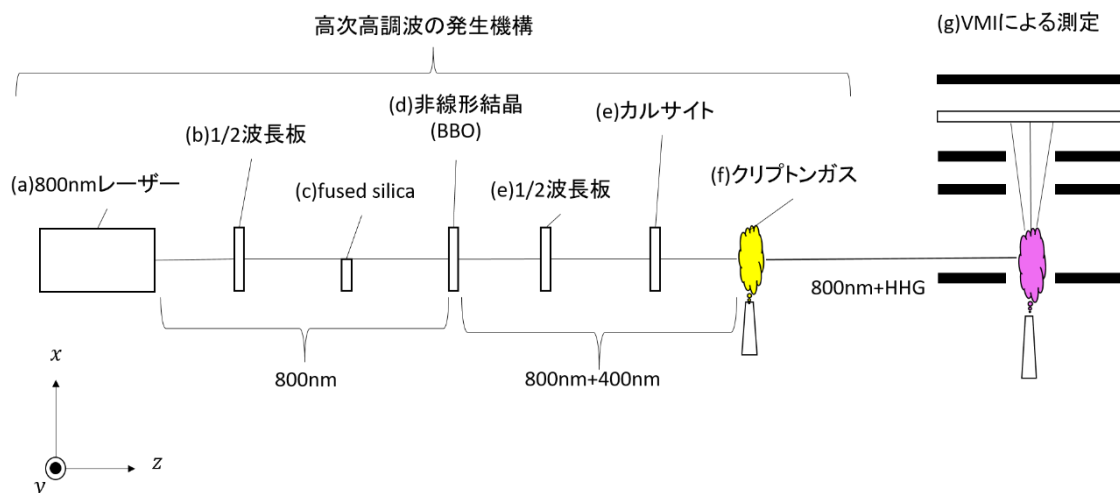 高次高調波の発生機構
(g)VMIによる測定
(d)非線形結晶
(BBO)
(e)カルサイト
(b)1/2波長板
(a)800nmレーザー
(c)fused silica
(e)1/2波長板
(f)クリプトンガス
800nm+HHG
800nm
800nm+400nm
x
y
z